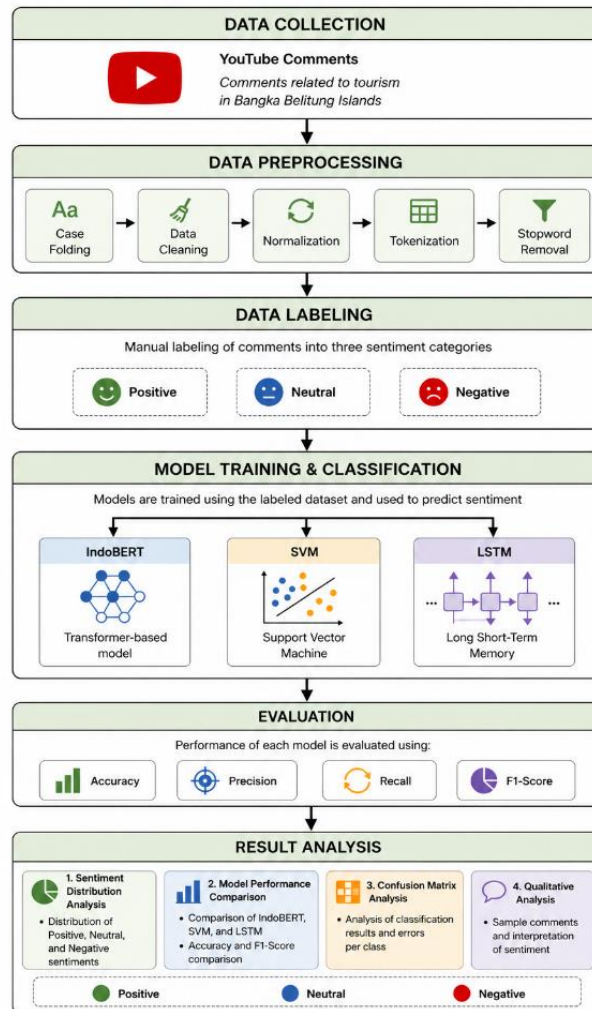 DATA COLLECTION
YouTube Comments
Comments related to tourism
in Bangka Belitung Islands
DATA PREPROCESSING
Aa
Case
Folding
Data
Cleaning
Normalization
Tokenization
Stopword
Removal
DATA LABELING
Manual labeling of comments into three sentiment categories
Positive
Neutral
Negative
MODEL TRAINING & CLASSIFICATION
Models are trained using the labeled dataset and used to predict sentiment
IndoBERT
Transformer-based
model
SVM
Support Vector
Machine
LSTM
... ...
Long Short-Term
Memory
EVALUATION
Performance of each model is evaluated using:
Accuracy
Precision
Recall
F1-Score
RESULT ANALYSIS
1. Sentiment
Distribution
Analysis
• Distribution of
Positive, Neutral,
and Negative
sentiments
2. Model Performance
Comparison
• Comparison of IndoBERT,
SVM, and LSTM
• Accuracy and F1-Score
comparison
3. Confusion Matrix
Analysis
• Analysis of classification
results and errors
per class
4. Qualitative
Analysis
• Sample comments
and interpretation
of sentiment
Positive
Neutral
Negative